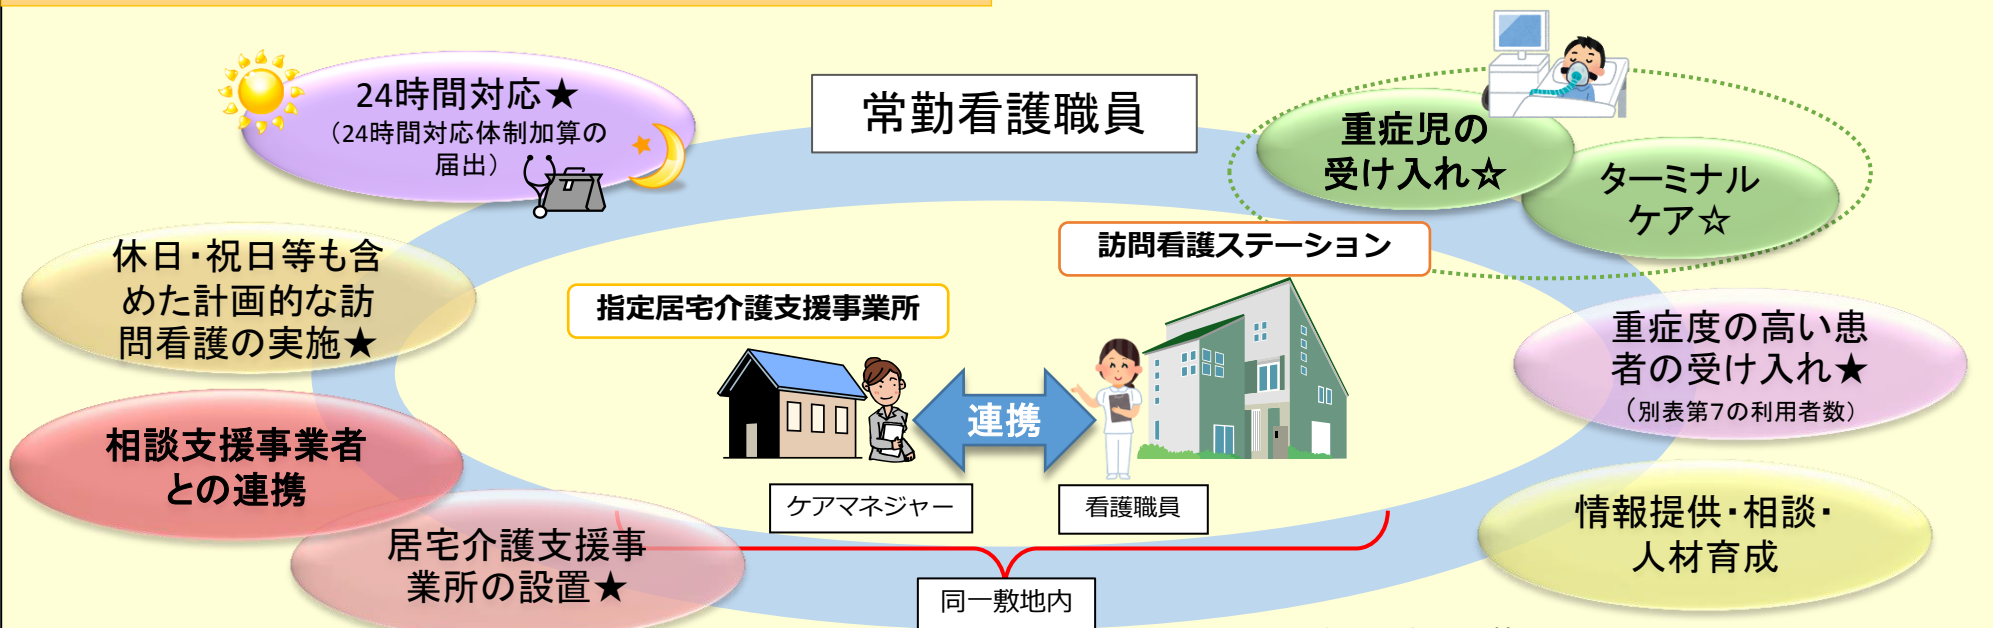 24時間対応★
（24時間対応体制加算の
届出）
常勤看護職員
重症児の
受け入れ☆
ターミナル
ケア☆
休日・祝日等も含
めた計画的な訪
問看護の実施★
訪問看護ステーション
指定居宅介護支援事業所
重症度の高い患
者の受け入れ★
（別表第7の利用者数）
連携
相談支援事業者
との連携
ケアマネジャー
看護職員
居宅介護支援事
業所の設置★
情報提供・相談・
人材育成
同一敷地内